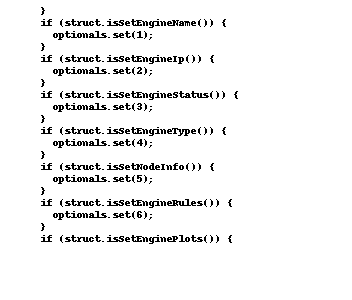 }
if (struct.isSetEngineName()) {
optionals.set(1);
}
if (struct.isSetEngineIp()) {
optionals.set(2);
}
if (struct.isSetEngineStatus()) {
optionals.set(3);
}
if (struct.isSetEngineType()) {
optionals.set(4);
}
if (struct.isSetNodeInfo()) {
optionals.set(5);
}
if (struct.isSetEngineRules()) {
optionals.set(6);
}
if (struct.isSetEnginePlots()) {